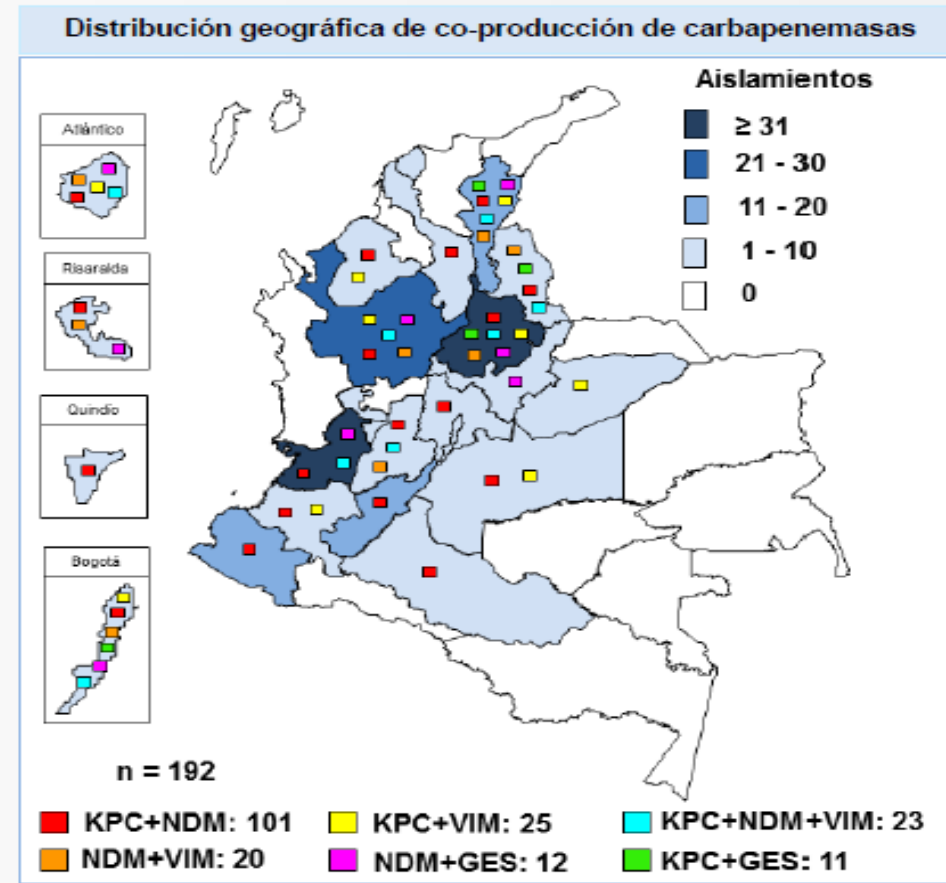 Distribución geográfica de co-producción de carbapenemasas
Aislamientos
≥ 31
21 - 30
11 - 20
1 - 10
0
Atlántico
Risaralda
Quindío
Bogotá
n = 192
KPC+NDM: 101
KPC+VIM: 25
KPC+NDM+VIM: 23
NDM+VIM: 20
NDM+GES: 12
KPC+GES: 11